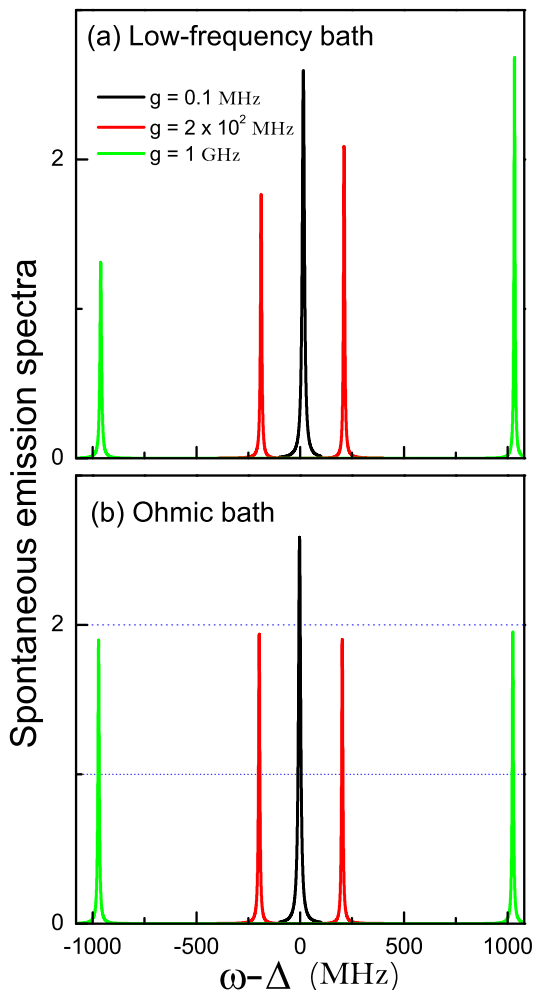 (a) Low-frequency bath
g = 0.1 MHz
g = 2 x 10² MHz
g = 1 GHz
2
0
Spontaneous emission spectra
(b) Ohmic bath
2
0
-1000 -500 0 500 1000
ω−Δ (MHz)